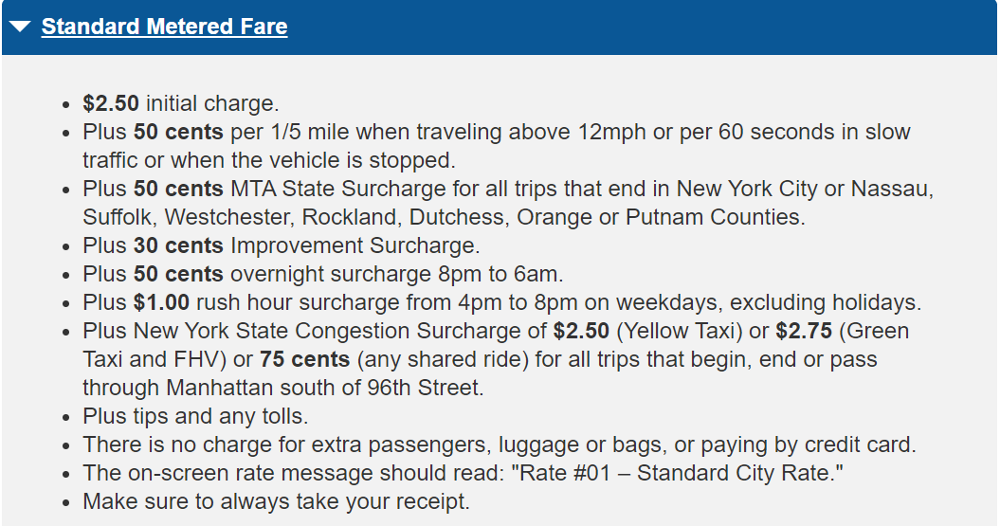 Standard Metered Fare
• $2.50 initial charge.
• Plus 50 cents per 1/5 mile when traveling above 12mph or per 60 seconds in slow
traffic or when the vehicle is stopped.
• Plus 50 cents MTA State Surcharge for all trips that end in New York City or Nassau,
Suffolk, Westchester, Rockland, Dutchess, Orange or Putnam Counties.
• Plus 30 cents Improvement Surcharge.
• Plus 50 cents overnight surcharge 8pm to 6am.
• Plus $1.00 rush hour surcharge from 4pm to 8pm on weekdays, excluding holidays.
• Plus New York State Congestion Surcharge of $2.50 (Yellow Taxi) or $2.75 (Green
Taxi and FHV) or 75 cents (any shared ride) for all trips that begin, end or pass
through Manhattan south of 96th Street.
• Plus tips and any tolls.
• There is no charge for extra passengers, luggage or bags, or paying by credit card.
• The on-screen rate message should read: "Rate #01 – Standard City Rate."
• Make sure to always take your receipt.